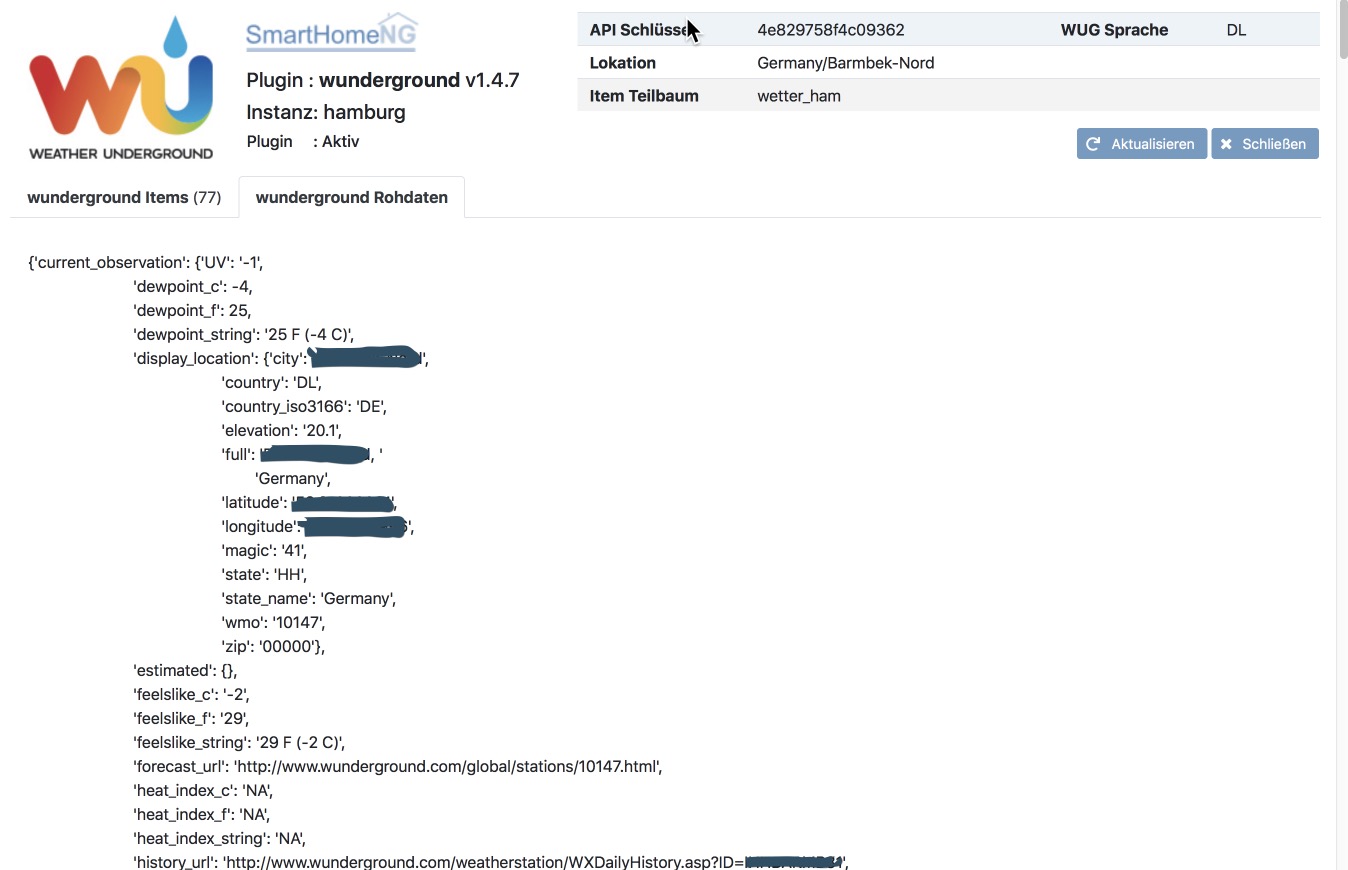 WEATHER UNDERGROUND
SmartHomeNG
Plugin : wunderground v1.4.7
Instanz: hamburg
Plugin : Aktiv
API Schlüssel 4e829758f4c09362 WUG Sprache DL
Lokation Germany/Barmbek-Nord
Item Teilbaum wetter_ham
Aktualisieren Schließen
wunderground Items (77) wunderground Rohdaten
{'current_observation': {'UV': '-1',
'dewpoint_c': -4,
'dewpoint_f': 25,
'dewpoint_string': '25 F (-4 C)',
'display_location': {'city': ',
'country': 'DL',
'country_iso3166': 'DE',
'elevation': '20.1',
'full': , '
'Germany',
'latitude': ',
'longitude': ',
'magic': '41',
'state': 'HH',
'state_name': 'Germany',
'wmo': '10147',
'zip': '00000'},
'estimated': {},
'feelslike_c': '-2',
'feelslike_f': '29',
'feelslike_string': '29 F (-2 C)',
'forecast_url': 'http://www.wunderground.com/global/stations/10147.html',
'heat_index_c': 'NA',
'heat_index_f': 'NA',
'heat_index_string': 'NA',
'history_url': 'http://www.wunderground.com/weatherstation/WXDailyHistory.asp?ID= ',